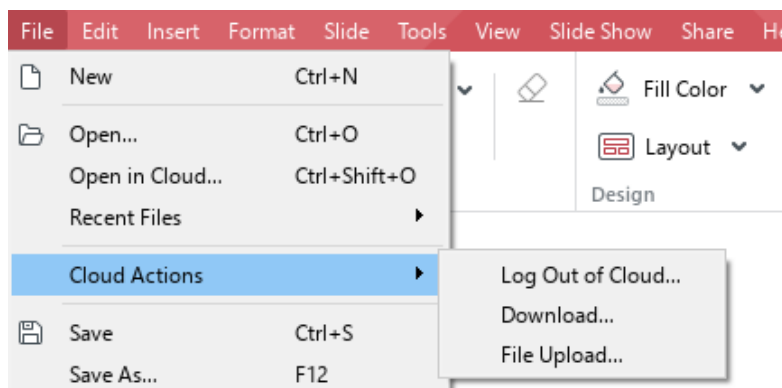 File Edit Insert Format Slide Tools View Slide Show Share
New Ctrl+N
Open... Ctrl+O
Open in Cloud... Ctrl+Shift+O
Recent Files
Cloud Actions
Save Ctrl+S
Save As... F12
Log Out of Cloud...
Download...
File Upload...
Fill Color
Layout
Design